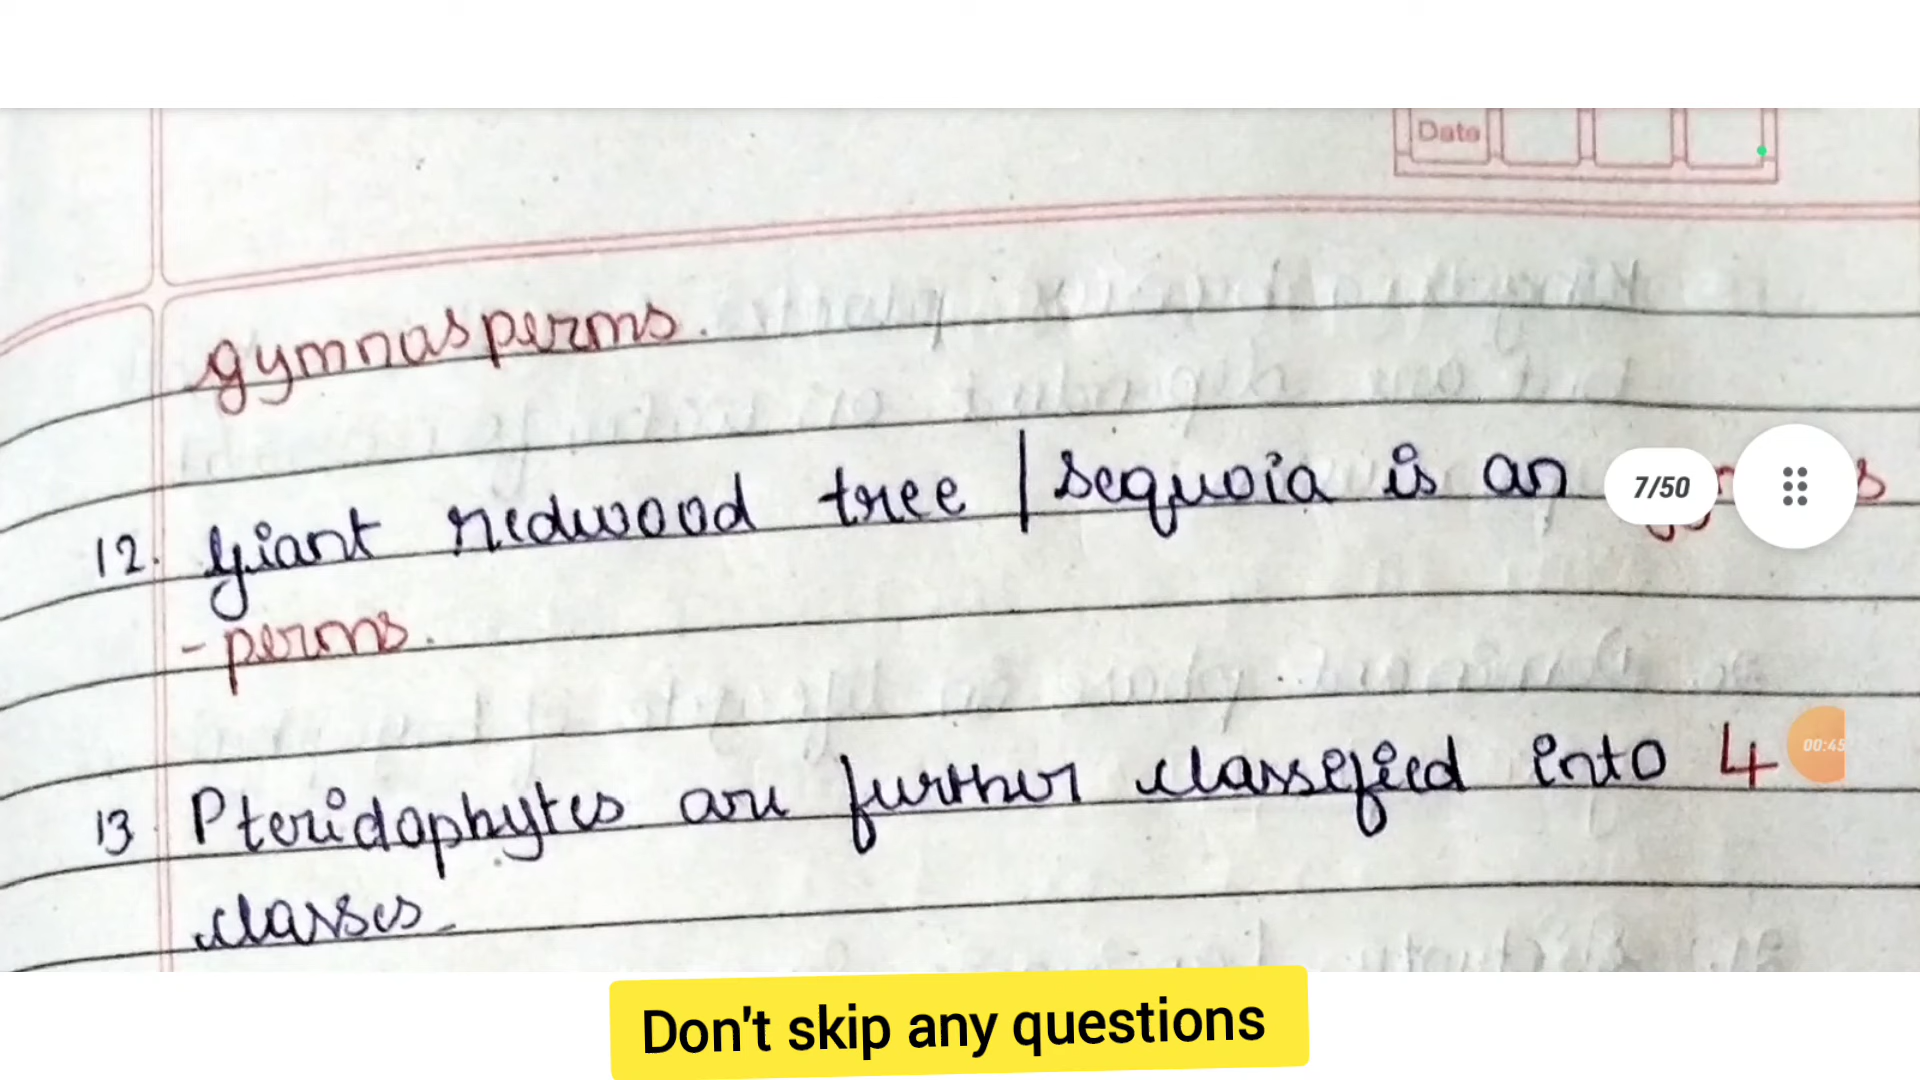 Date
gymnosperms.
12. Giant redwood tree / sequoia is an
7/50
s
-perms.
13 Pteridophytes are further classified into 4
00:45
classes
Don't skip any questions